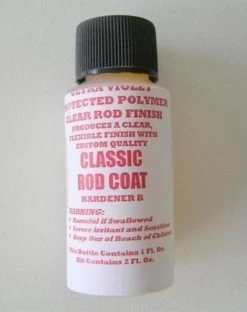 ULTRA VIOLET
PROTECTED POLYMER
CLEAR ROD FINISH
PRODUCES A CLEAR,
FLEXIBLE FINISH WITH
CUSTOM QUALITY
CLASSIC
ROD COAT
HARDENER B
WARNING:
• Harmful if Swallowed
• Severe irritant and Sensitizer
• Keep Our of Reach of Children
This Bottle Contains 1 Fl. Oz.
Kit Contains 2 Fl. Oz.